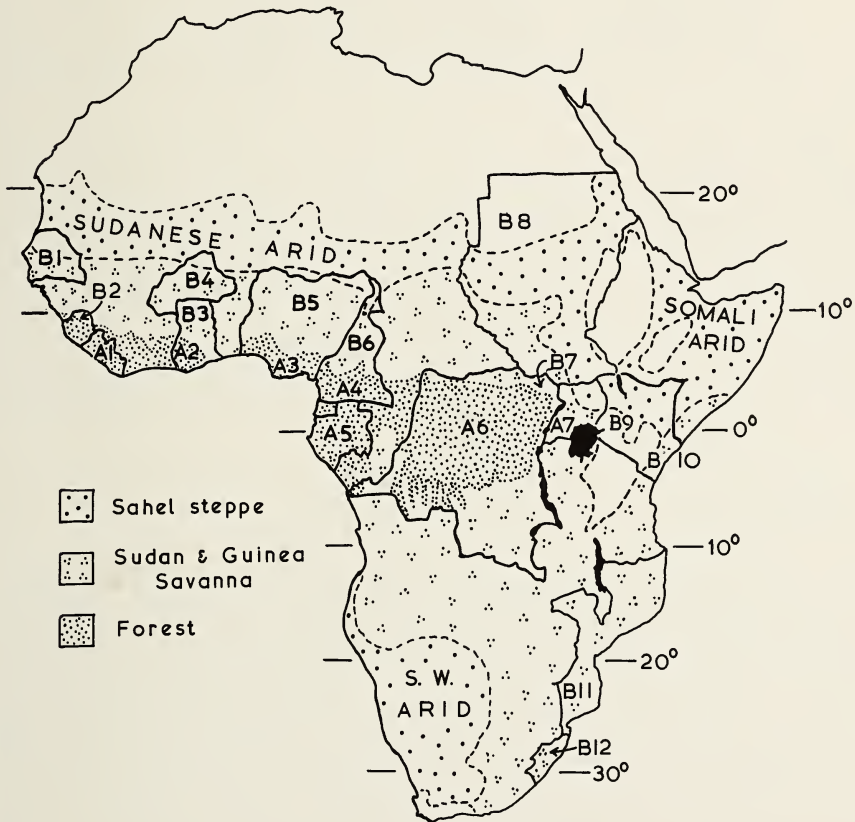 B8
20°
SUDANESE ARID
B1
B4
B2
B3
B5
10°
SOMALI
ARID
B6
A1
A2
A3
B7
A4
A5
A6
A7
B9
0°
B 10
Sahel steppe
Sudan & Guinea
Savanna
Forest
10°
20°
S. W.
ARID
B11
B12
30°